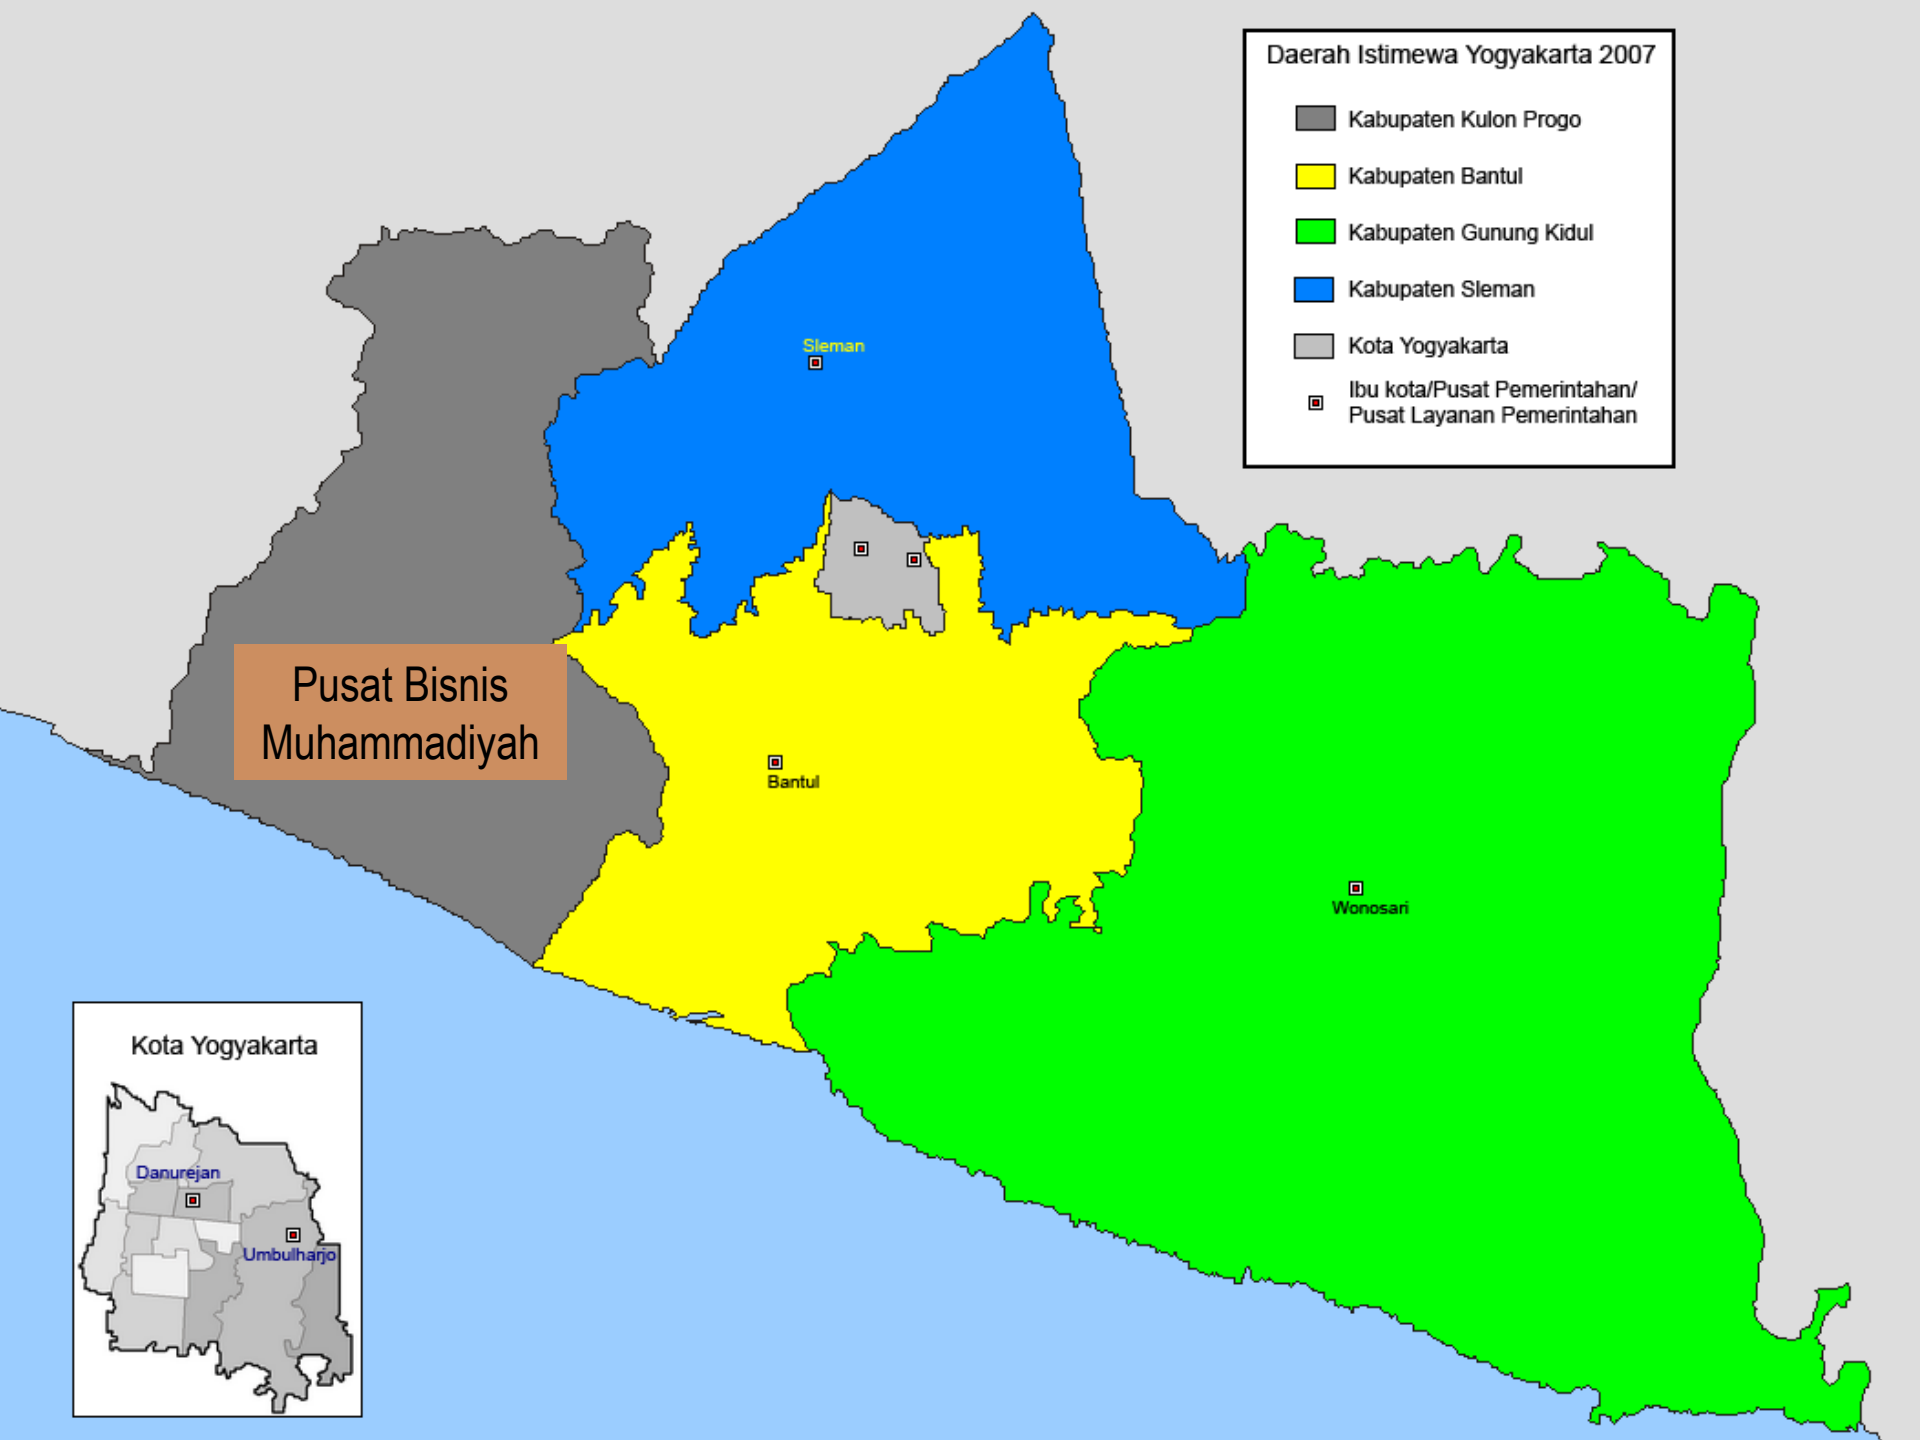 Daerah Istimewa Yogyakarta 2007
Kabupaten Kulon Progo
Kabupaten Bantul
Kabupaten Gunung Kidul
Kabupaten Sleman
Kota Yogyakarta
Ibu kota/Pusat Pemerintahan/
Pusat Layanan Pemerintahan
Sleman
Pusat Bisnis
Muhammadiyah
Bantul
Wonosari
Kota Yogyakarta
Danurejan
Umbulharjo